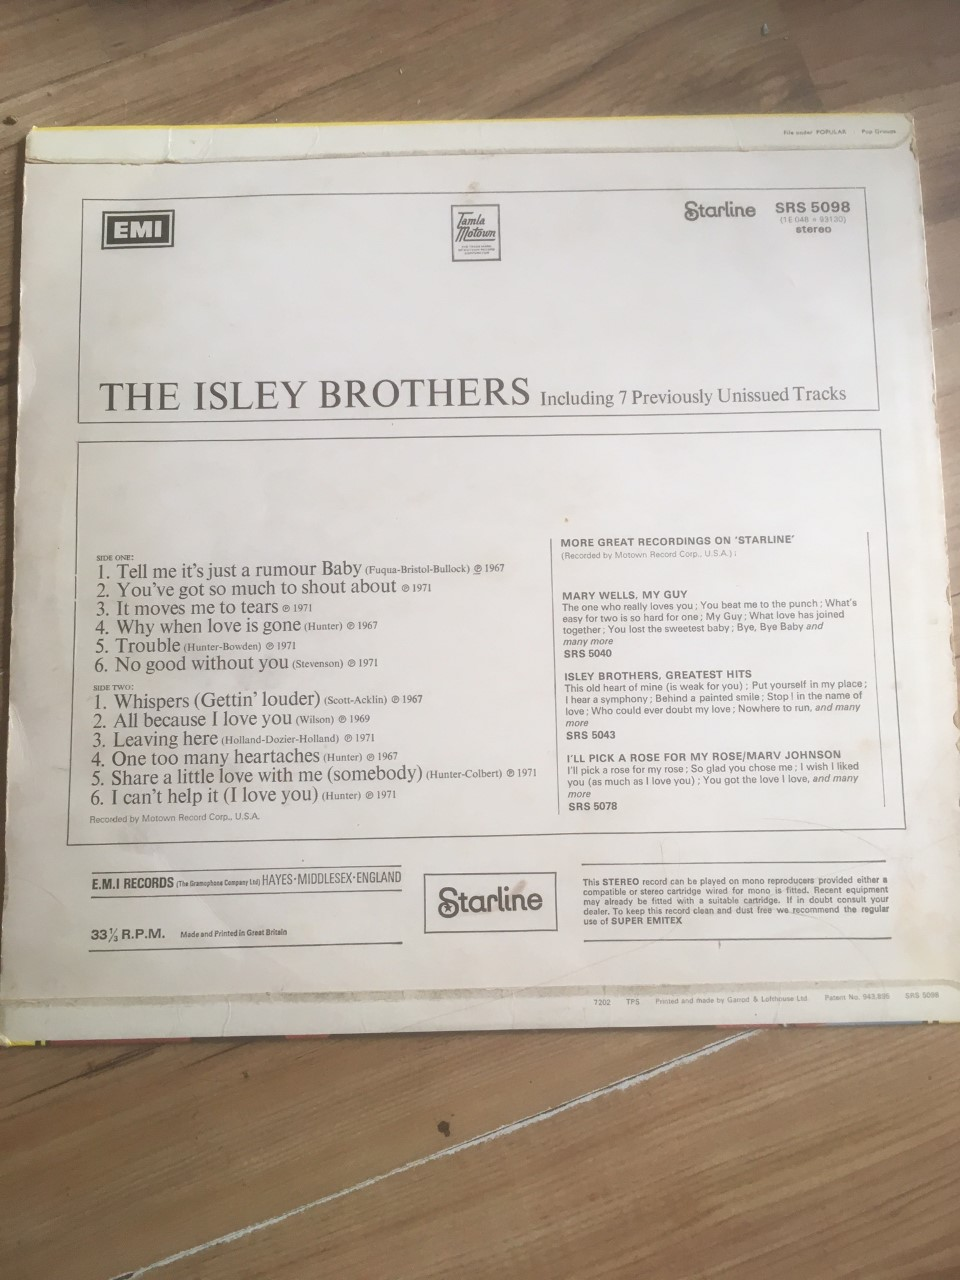 File under POPULAR Pop Groups
EMI
Tamla
Motown
Starline SRS 5098
(1E 048 • 93120)
stereo
THE ISLEY BROTHERS Including 7 Previously Unissued Tracks
SIDE ONE:
1. Tell me it's just a rumour Baby (Fuqua-Bristol-Bullock) ℗ 1967
2. You've got so much to shout about ℗ 1971
3. It moves me to tears ℗ 1971
4. Why when love is gone (Hunter) ℗ 1967
5. Trouble (Hunter-Bowden) ℗ 1971
6. No good without you (Stevenson) ℗ 1971
SIDE TWO:
1. Whispers (Gettin' louder) (Scott-Acklin) ℗ 1967
2. All because I love you (Wilson) ℗ 1969
3. Leaving here (Holland-Dozier-Holland) ℗ 1971
4. One too many heartaches (Hunter) ℗ 1967
5. Share a little love with me (somebody) (Hunter-Colbert) ℗ 1971
6. I can't help it (I love you) (Hunter) ℗ 1971
Recorded by Motown Record Corp., U.S.A.
MORE GREAT RECORDINGS ON 'STARLINE'
(Recorded by Motown Record Corp., U.S.A.) ;
MARY WELLS, MY GUY
The one who really loves you ; You beat me to the punch ; What's
easy for two is so hard for one ; My Guy ; What love has joined
together ; You lost the sweetest baby ; Bye, Bye Baby and
many more
SRS 5040
ISLEY BROTHERS, GREATEST HITS
This old heart of mine (is weak for you) ; Put yourself in my place ;
I hear a symphony ; Behind a painted smile ; Stop ! in the name of
love ; Who could ever doubt my love ; Nowhere to run, and many
more
SRS 5043
I'LL PICK A ROSE FOR MY ROSE/MARV JOHNSON
I'll pick a rose for my rose ; So glad you chose me ; I wish I liked
you (as much as I love you) ; You got the love I love, and many
more
SRS 5078
E.M.I RECORDS (The Gramophone Company Ltd) HAYES·MIDDLESEX·ENGLAND
33⅓ R.P.M. Made and Printed in Great Britain
Starline
This STEREO record can be played on mono reproducers provided either a
compatible or stereo cartridge wired for mono is fitted. Recent equipment
may already be fitted with a suitable cartridge. If in doubt consult your
dealer. To keep this record clean and dust free we recommend the regular
use of SUPER EMITEX
7202 TPS Printed and made by Garrod & Lofthouse Ltd. Patent No. 943,895 SRS 5098